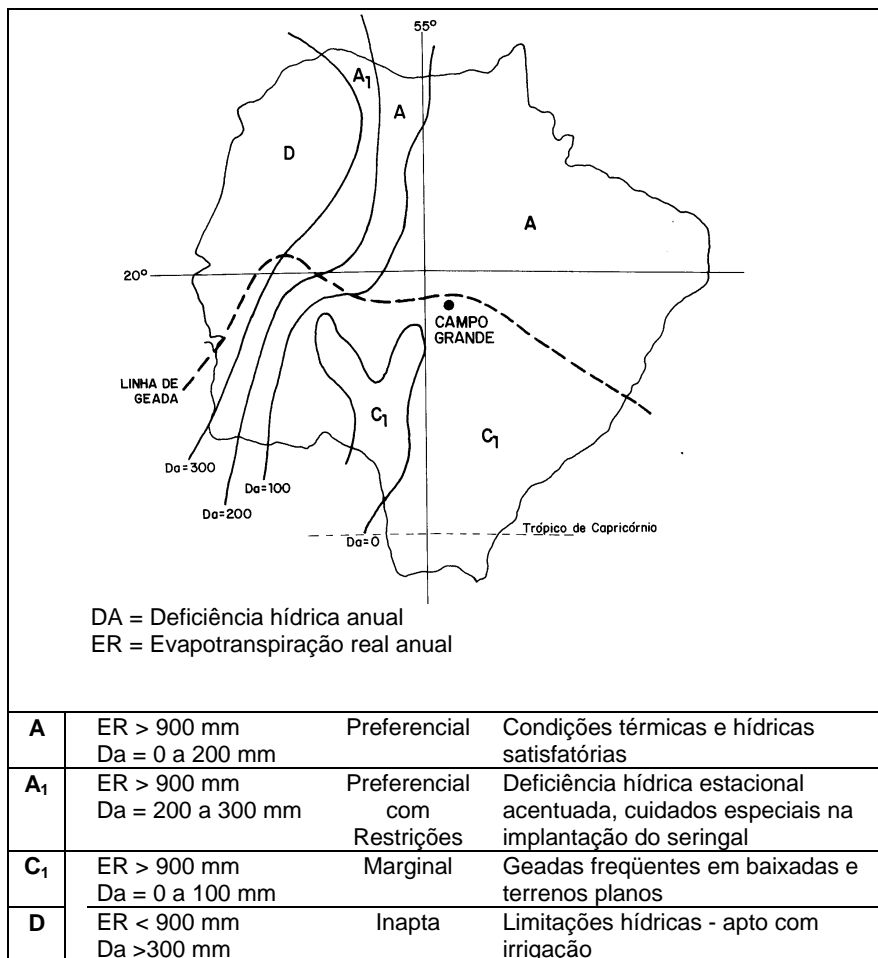 55º
A₁
A
D
A
20º
CAMPO
GRANDE
LINHA DE
GEADA
C₁
C₁
Da=300
Da=100
Da=200
Trópico de Capricórnio
Da=0
DA = Deficiência hídrica anual
ER = Evapotranspiração real anual
A ER > 900 mm Preferencial Condições térmicas e hídricas
Da = 0 a 200 mm satisfatórias
A₁ ER > 900 mm Preferencial Deficiência hídrica estacional
Da = 200 a 300 mm com acentuada, cuidados especiais na
Restrições implantação do seringal
C₁ ER > 900 mm Marginal Geadas freqüentes em baixadas e
Da = 0 a 100 mm terrenos planos
D ER < 900 mm Inapta Limitações hídricas - apto com
Da >300 mm irrigação